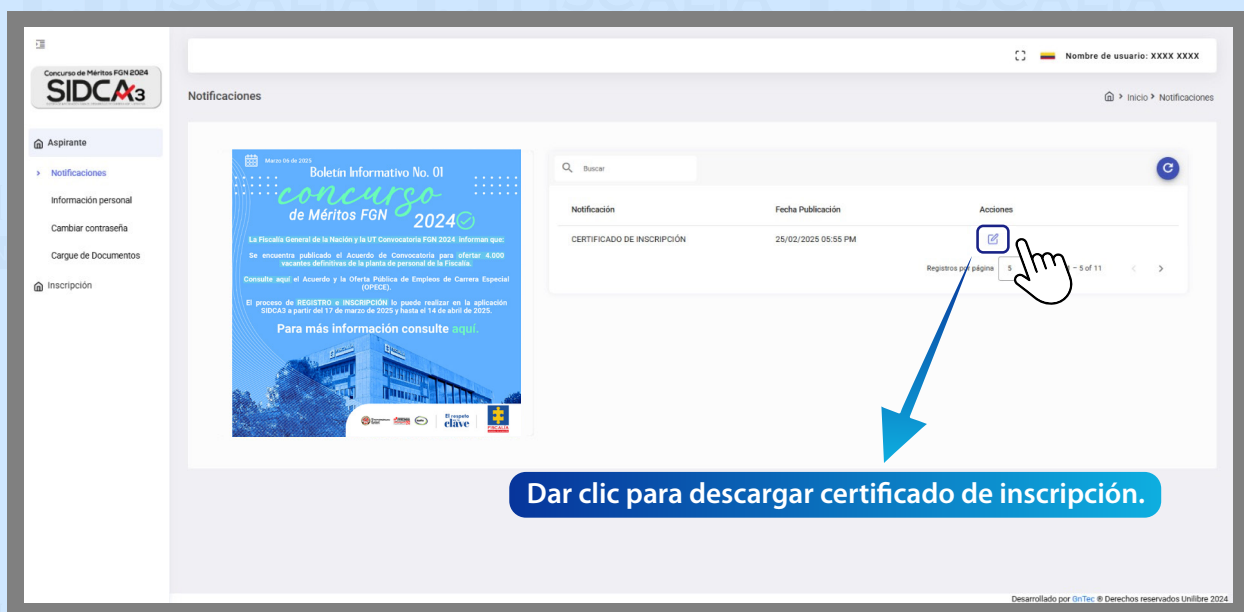 Concurso de Méritos FGN 2024
SIDCA3
Nombre de usuario: XXXX XXXX
Notificaciones
Inicio > Notificaciones
Aspirante
> Notificaciones
Información personal
Cambiar contraseña
Cargue de Documentos
Inscripción
Marzo 06 de 2025
Boletín Informativo No. 01
concurso
de Méritos FGN
2024
La Fiscalía General de la Nación y la UT Convocatoria FGN 2024 informan que:
Se encuentra publicado el Acuerdo de Convocatoria para ofertar 4.000
vacantes definitivas de la planta de personal de la Fiscalía.
Consulte aquí el Acuerdo y la Oferta Pública de Empleos de Carrera Especial
(OPECE).
El proceso de REGISTRO e INSCRIPCIÓN lo puede realizar en la aplicación
SIDCA3 a partir del 17 de marzo de 2025 y hasta el 14 de abril de 2025.
Para más información consulte aquí.
El respeto
clave
FISCALÍA
Buscar
Notificación Fecha Publicación Acciones
CERTIFICADO DE INSCRIPCIÓN 25/02/2025 05:55 PM
Registros por página 5 – 5 of 11
Dar clic para descargar certificado de inscripción.
Desarrollado por GnTec ® Derechos reservados Unilibre 2024